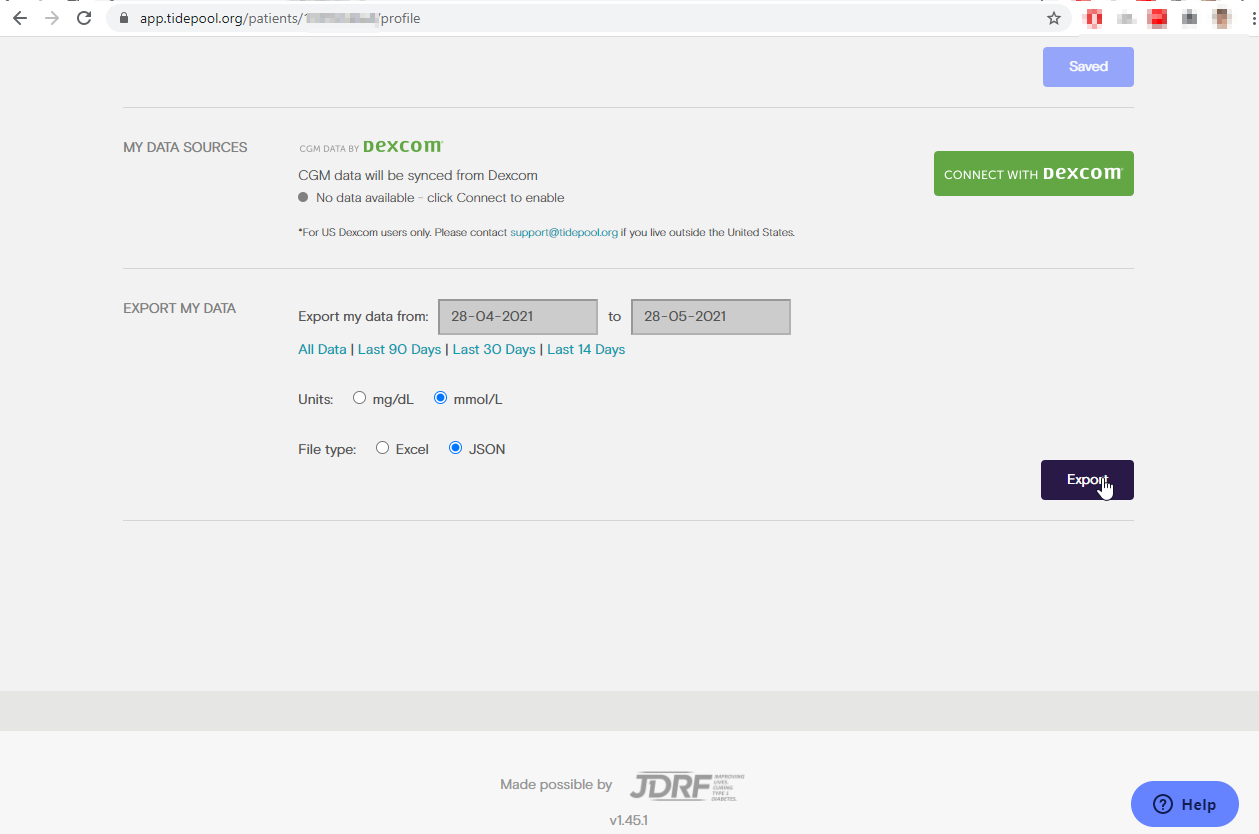 app.tidepool.org/patients/ /profile
Saved
MY DATA SOURCES
CGM DATA BY Dexcom
CONNECT WITH Dexcom
CGM data will be synced from Dexcom
No data available - click Connect to enable
*For US Dexcom users only. Please contact support@tidepool.org if you live outside the United States.
EXPORT MY DATA
Export my data from: 28-04-2021 to 28-05-2021
All Data | Last 90 Days | Last 30 Days | Last 14 Days
Units: mg/dL mmol/L
File type: Excel JSON
Export
Made possible by JDRF IMPROVING
LIVES.
CURING
TYPE 1
DIABETES.
v1.45.1
Help